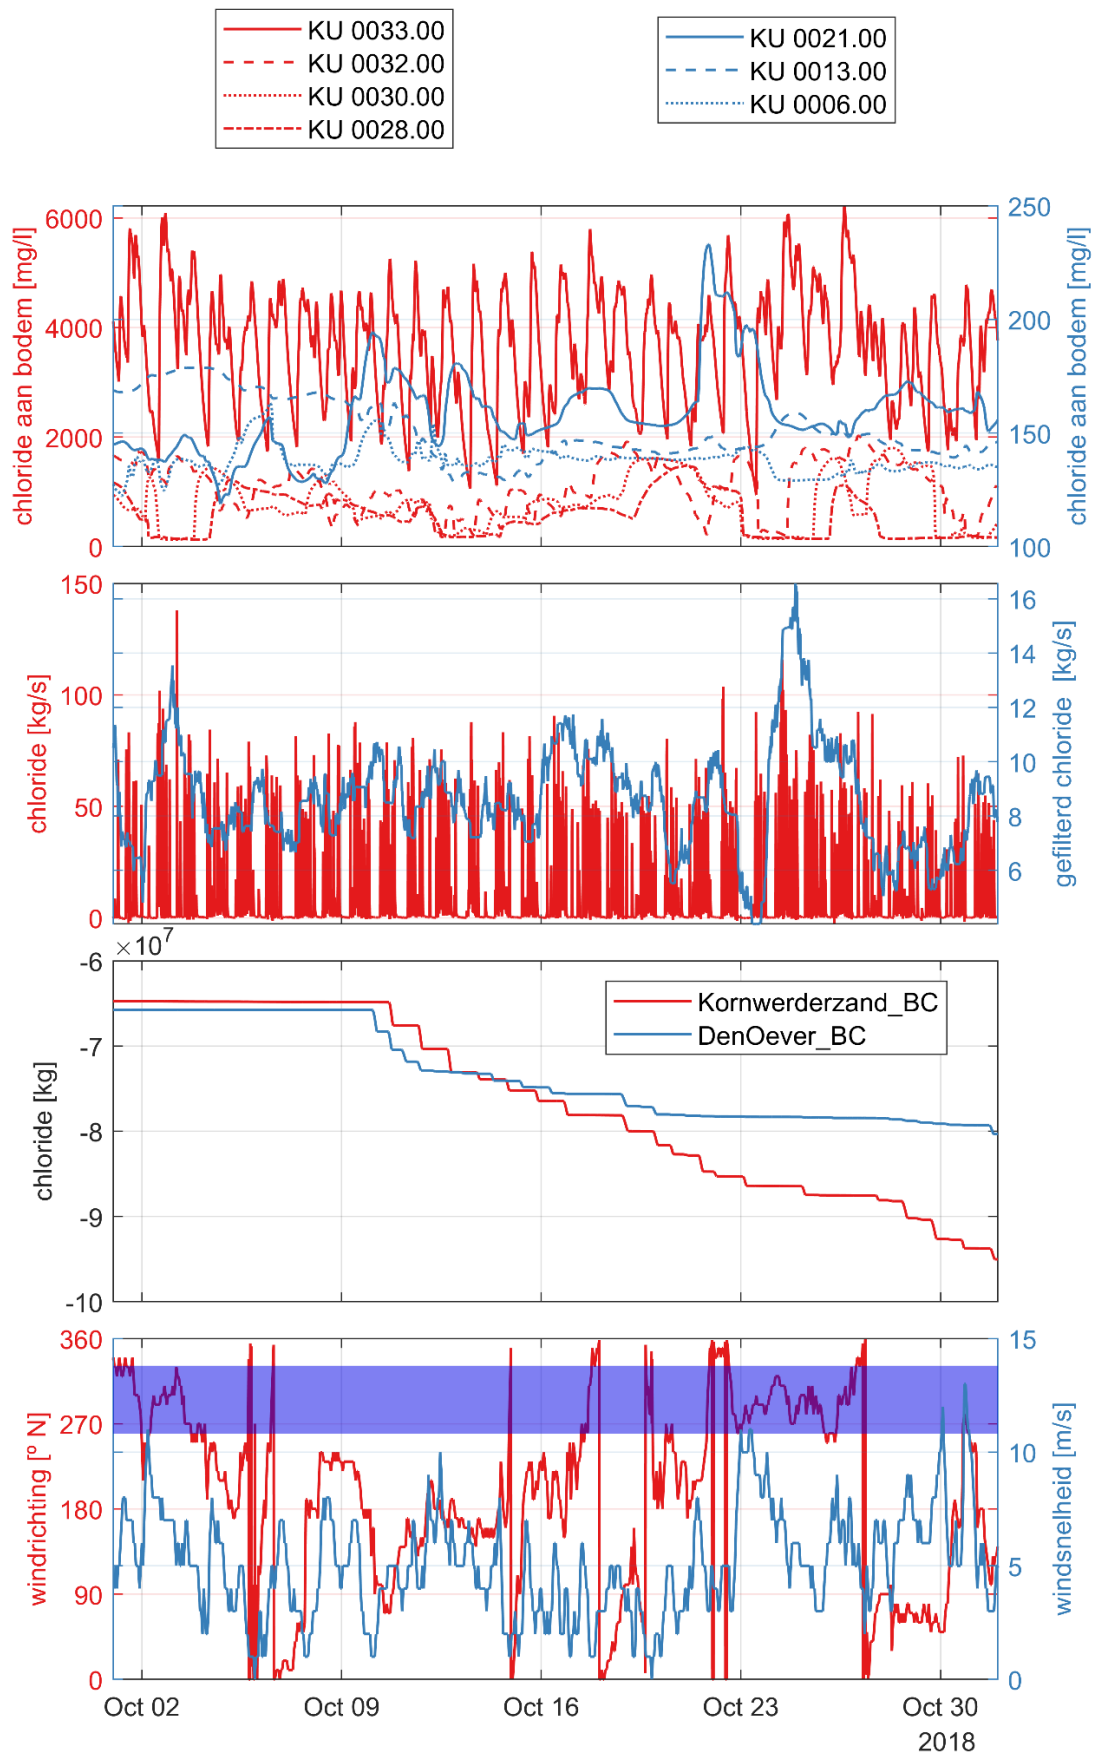 KU 0033.00
KU 0032.00
KU 0030.00
KU 0028.00
KU 0021.00
KU 0013.00
KU 0006.00
chloride aan bodem [mg/l]
6000
4000
2000
0
250
200
150
100
chloride aan bodem [mg/l]
chloride [kg/s]
150
100
50
0
16
14
12
10
8
6
gefilterd chloride [kg/s]
×10⁷
chloride [kg]
-6
-7
-8
-9
-10
Kornwerderzand_BC
DenOever_BC
windrichting [º N]
360
270
180
90
0
15
10
5
0
windsnelheid [m/s]
Oct 02
Oct 09
Oct 16
Oct 23
Oct 30
2018